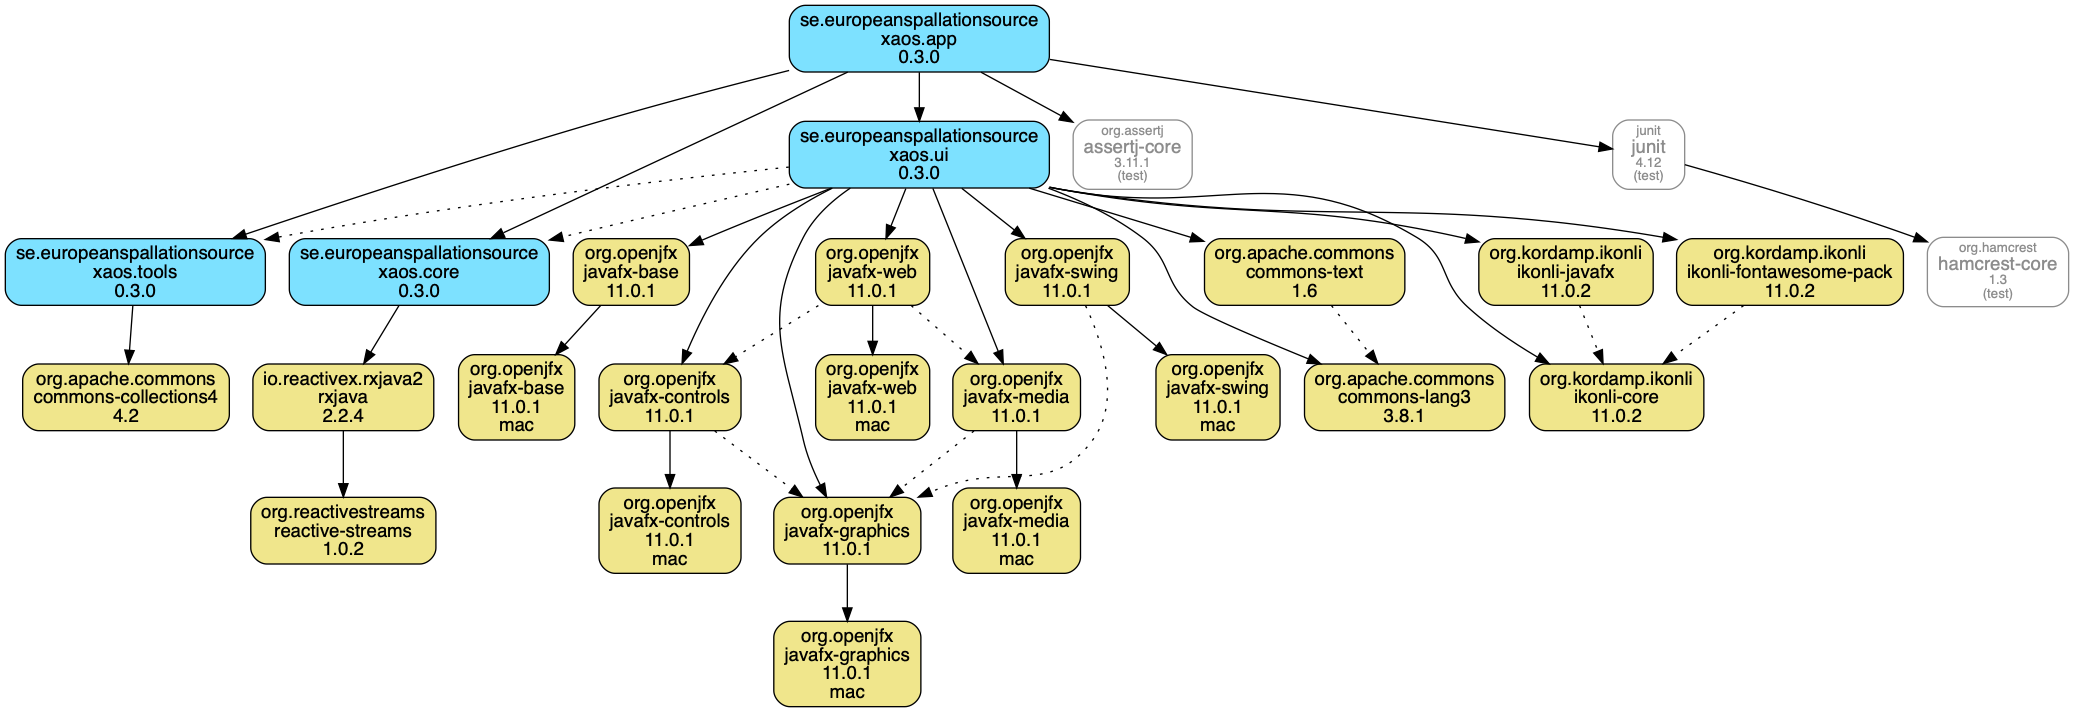 se.europeanspallationsource
xaos.app
0.3.0
se.europeanspallationsource
xaos.ui
0.3.0
org.assertj
assertj-core
3.11.1
(test)
junit
junit
4.12
(test)
se.europeanspallationsource
xaos.tools
0.3.0
se.europeanspallationsource
xaos.core
0.3.0
org.openjfx
javafx-base
11.0.1
org.openjfx
javafx-web
11.0.1
org.openjfx
javafx-swing
11.0.1
org.apache.commons
commons-text
1.6
org.kordamp.ikonli
ikonli-javafx
11.0.2
org.kordamp.ikonli
ikonli-fontawesome-pack
11.0.2
org.hamcrest
hamcrest-core
1.3
(test)
org.apache.commons
commons-collections4
4.2
io.reactivex.rxjava2
rxjava
2.2.4
org.openjfx
javafx-base
11.0.1
mac
org.openjfx
javafx-controls
11.0.1
org.openjfx
javafx-web
11.0.1
mac
org.openjfx
javafx-media
11.0.1
org.openjfx
javafx-swing
11.0.1
mac
org.apache.commons
commons-lang3
3.8.1
org.kordamp.ikonli
ikonli-core
11.0.2
org.reactivestreams
reactive-streams
1.0.2
org.openjfx
javafx-controls
11.0.1
mac
org.openjfx
javafx-graphics
11.0.1
org.openjfx
javafx-media
11.0.1
mac
org.openjfx
javafx-graphics
11.0.1
mac